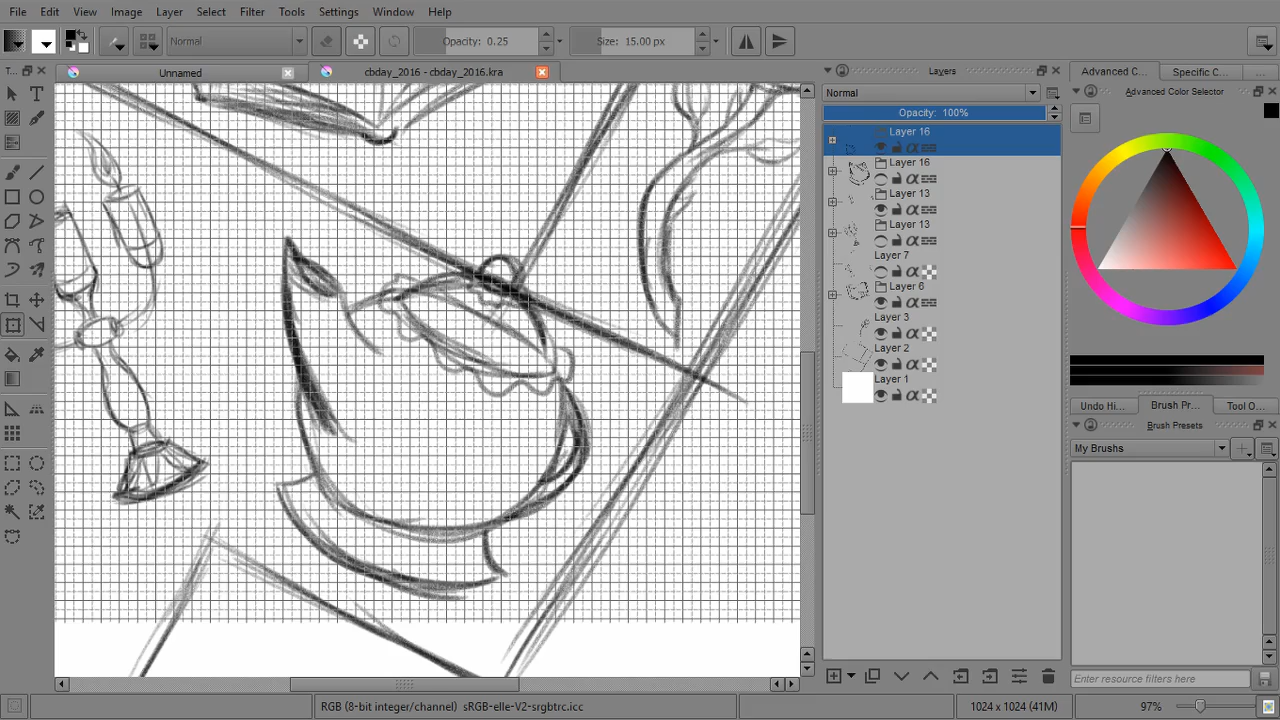 File Edit View Image Layer Select Filter Tools Settings Window Help
Normal Opacity: 0.25 Size: 15.00 px
T... Unnamed cbday_2016 - cbday_2016.kra Layers Advanced C... Specific C... ...
Normal Advanced Color Selector
Opacity: 100%
Layer 16
Layer 16
Layer 13
Layer 13
Layer 7
Layer 6
Layer 3
Layer 2
Layer 1
Undo Hi... Brush Pr... Tool O...
Brush Presets
My Brushes
Enter resource filters here
RGB (8-bit integer/channel) sRGB-elle-V2-srgbtrc.icc 1024 x 1024 (41M) 97%